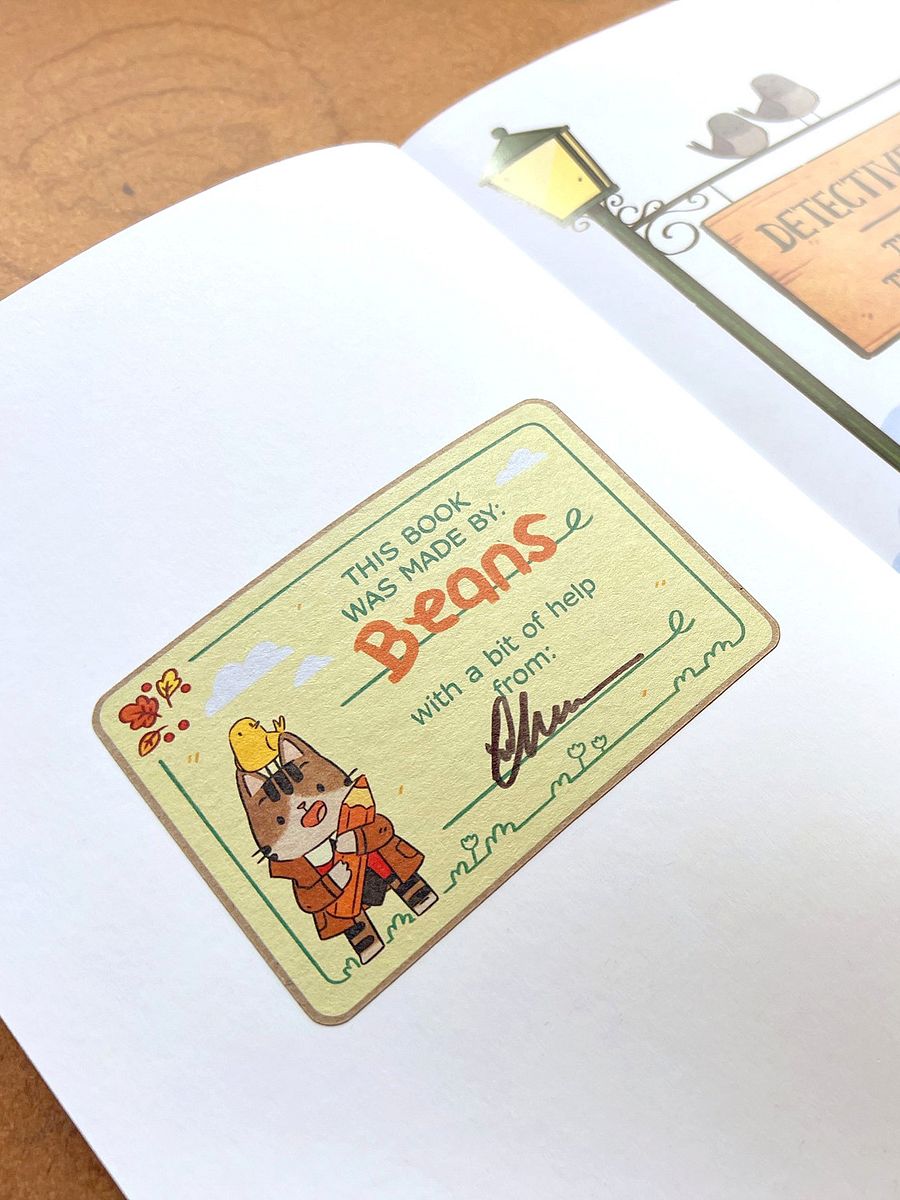 THIS BOOK
WAS MADE BY:
Beans
with a bit of help
from:
DETECTIVE